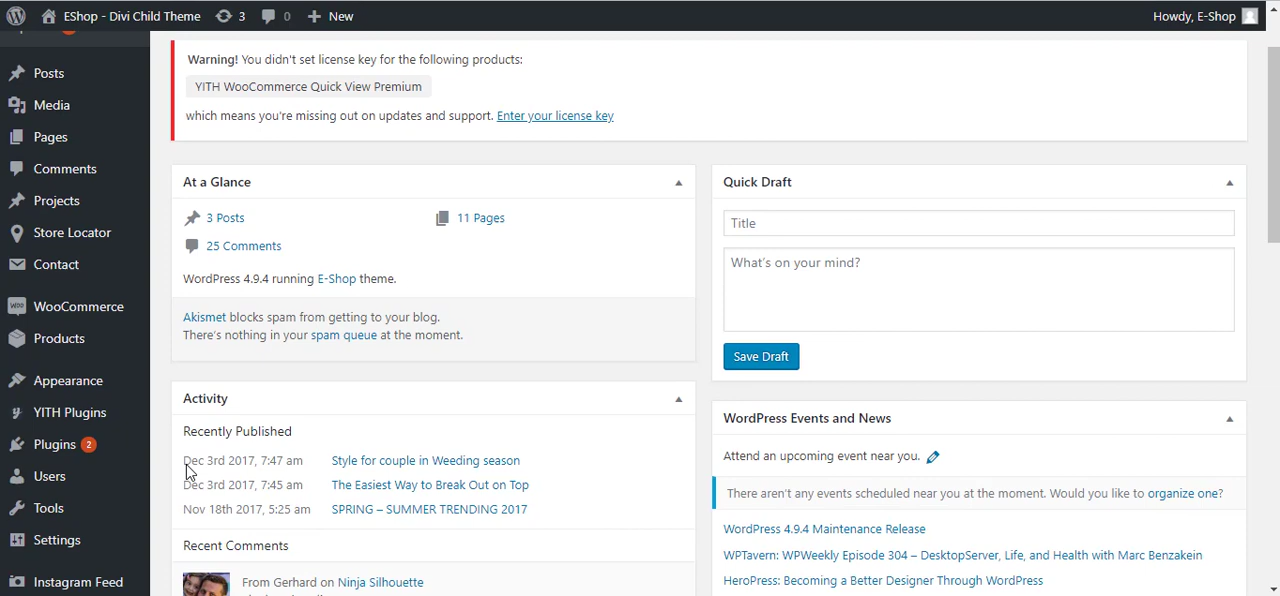 EShop - Divi Child Theme 3 0 New Howdy, E-Shop
Posts
Media
Pages
Comments
Projects
Store Locator
Contact
WooCommerce
Products
Appearance
YITH Plugins
Plugins 2
Users
Tools
Settings
Instagram Feed
Warning! You didn't set license key for the following products:
YITH WooCommerce Quick View Premium
which means you're missing out on updates and support. Enter your license key
At a Glance
3 Posts 11 Pages
25 Comments
WordPress 4.9.4 running E-Shop theme.
Akismet blocks spam from getting to your blog.
There's nothing in your spam queue at the moment.
Activity
Recently Published
Dec 3rd 2017, 7:47 am Style for couple in Weeding season
Dec 3rd 2017, 7:45 am The Easiest Way to Break Out on Top
Nov 18th 2017, 5:25 am SPRING – SUMMER TRENDING 2017
Recent Comments
From Gerhard on Ninja Silhouette
Quick Draft
Title
What's on your mind?
Save Draft
WordPress Events and News
Attend an upcoming event near you.
There aren't any events scheduled near you at the moment. Would you like to organize one?
WordPress 4.9.4 Maintenance Release
WPTavern: WPWeekly Episode 304 – DesktopServer, Life, and Health with Marc Benzakein
HeroPress: Becoming a Better Designer Through WordPress